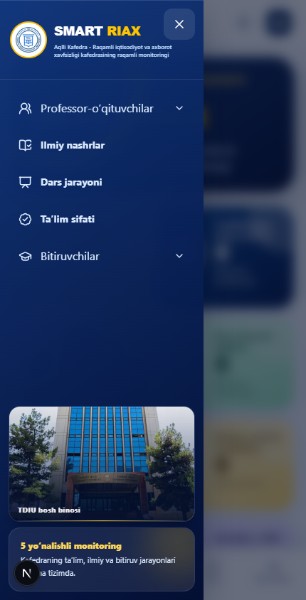 SMART RIAX
Aqlli Kafedra - Raqamli iqtisodiyot va axborot
xavfsizligi kafedrasining raqamli monitoringi
Professor-o'qituvchilar
Ilmiy nashrlar
Dars jarayoni
Ta'lim sifati
Bitiruvchilar
TDIU bosh binosi
5 yo'nalishli monitoring
Kafedraning ta'lim, ilmiy va bitiruv jarayonlari
N
tizimda.